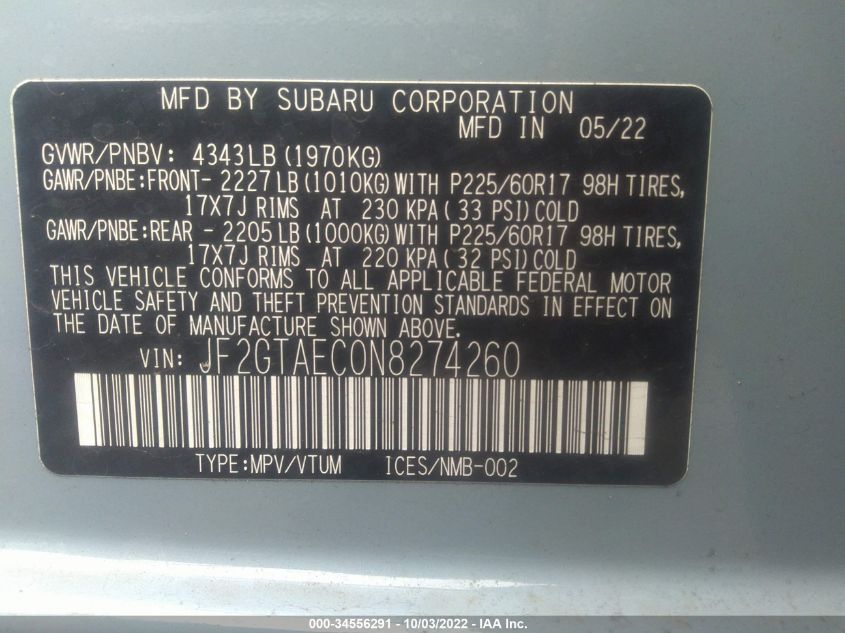 MFD BY SUBARU CORPORATION
MFD IN 05/22
GVWR/PNBV: 4343LB (1970KG)
GAWR/PNBE:FRONT- 2227LB (1010KG) WITH P225/60R17 98H TIRES,
17X7J RIMS AT 230 KPA (33 PSI) COLD
GAWR/PNBE:REAR - 2205LB (1000KG) WITH P225/60R17 98H TIRES,
17X7J RIMS AT 220 KPA (32 PSI) COLD
THIS VEHICLE CONFORMS TO ALL APPLICABLE FEDERAL MOTOR
VEHICLE SAFETY AND THEFT PREVENTION STANDARDS IN EFFECT ON
THE DATE OF MANUFACTURE SHOWN ABOVE.
VIN: JF2GTAEC0N8274260
TYPE:MPV/VTUM ICES/NMB-002
000-34556291 - 10/03/2022 - IAA Inc.